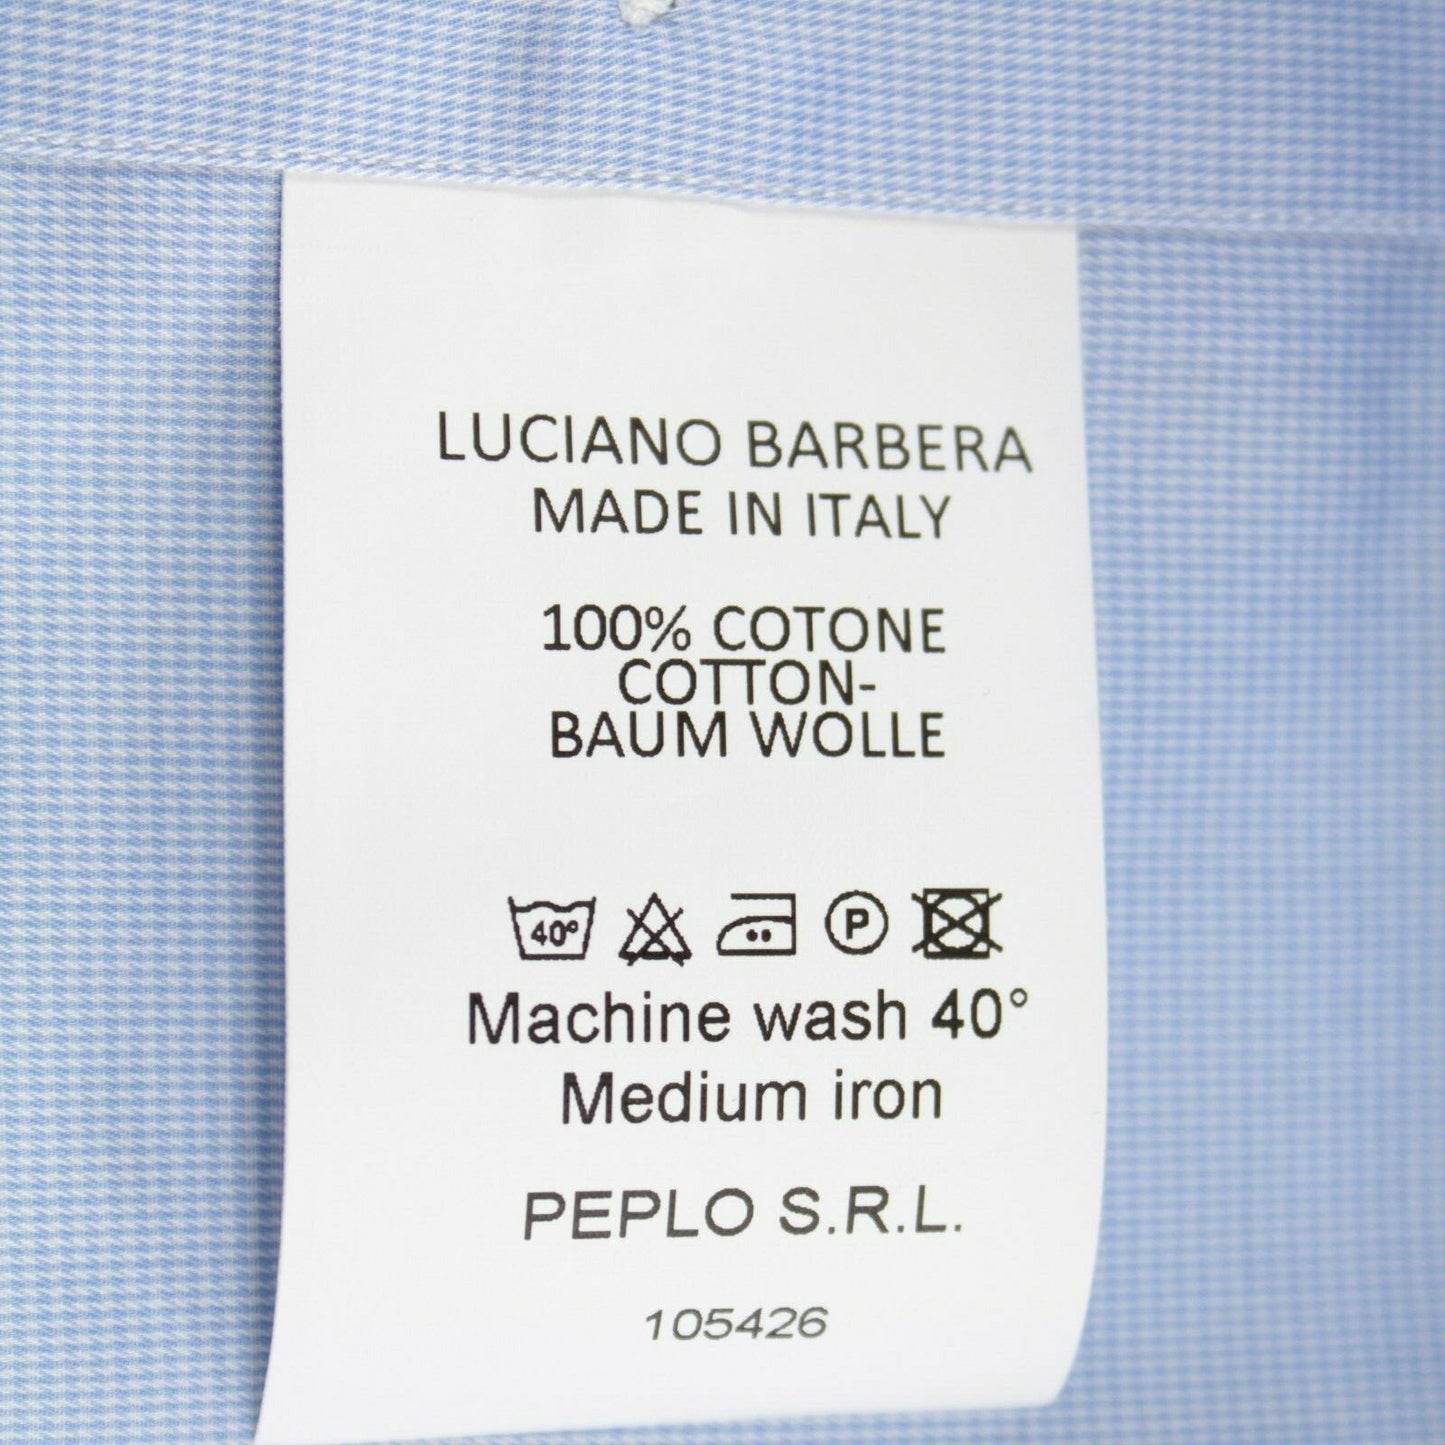 LUCIANO BARBERA
MADE IN ITALY
100% COTONE
COTTON-
BAUM WOLLE
40° P
Machine wash 40°
Medium iron
PEPLO S.R.L.
105426